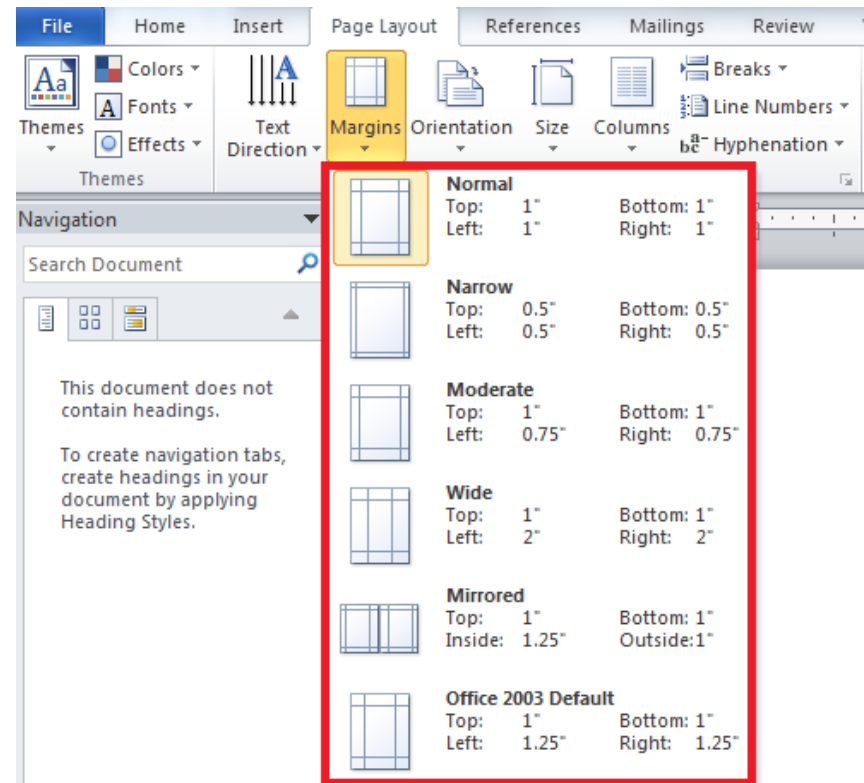 File Home Insert Page Layout References Mailings Review
Aa Colors
A Fonts
Effects
Themes Text Direction Margins Orientation Size Columns
Breaks
Line Numbers
Hyphenation
Themes
Navigation
Search Document
This document does not
contain headings.
To create navigation tabs,
create headings in your
document by applying
Heading Styles.
Normal
Top: 1" Bottom: 1"
Left: 1" Right: 1"
Narrow
Top: 0.5" Bottom: 0.5"
Left: 0.5" Right: 0.5"
Moderate
Top: 1" Bottom: 1"
Left: 0.75" Right: 0.75"
Wide
Top: 1" Bottom: 1"
Left: 2" Right: 2"
Mirrored
Top: 1" Bottom: 1"
Inside: 1.25" Outside:1"
Office 2003 Default
Top: 1" Bottom: 1"
Left: 1.25" Right: 1.25"